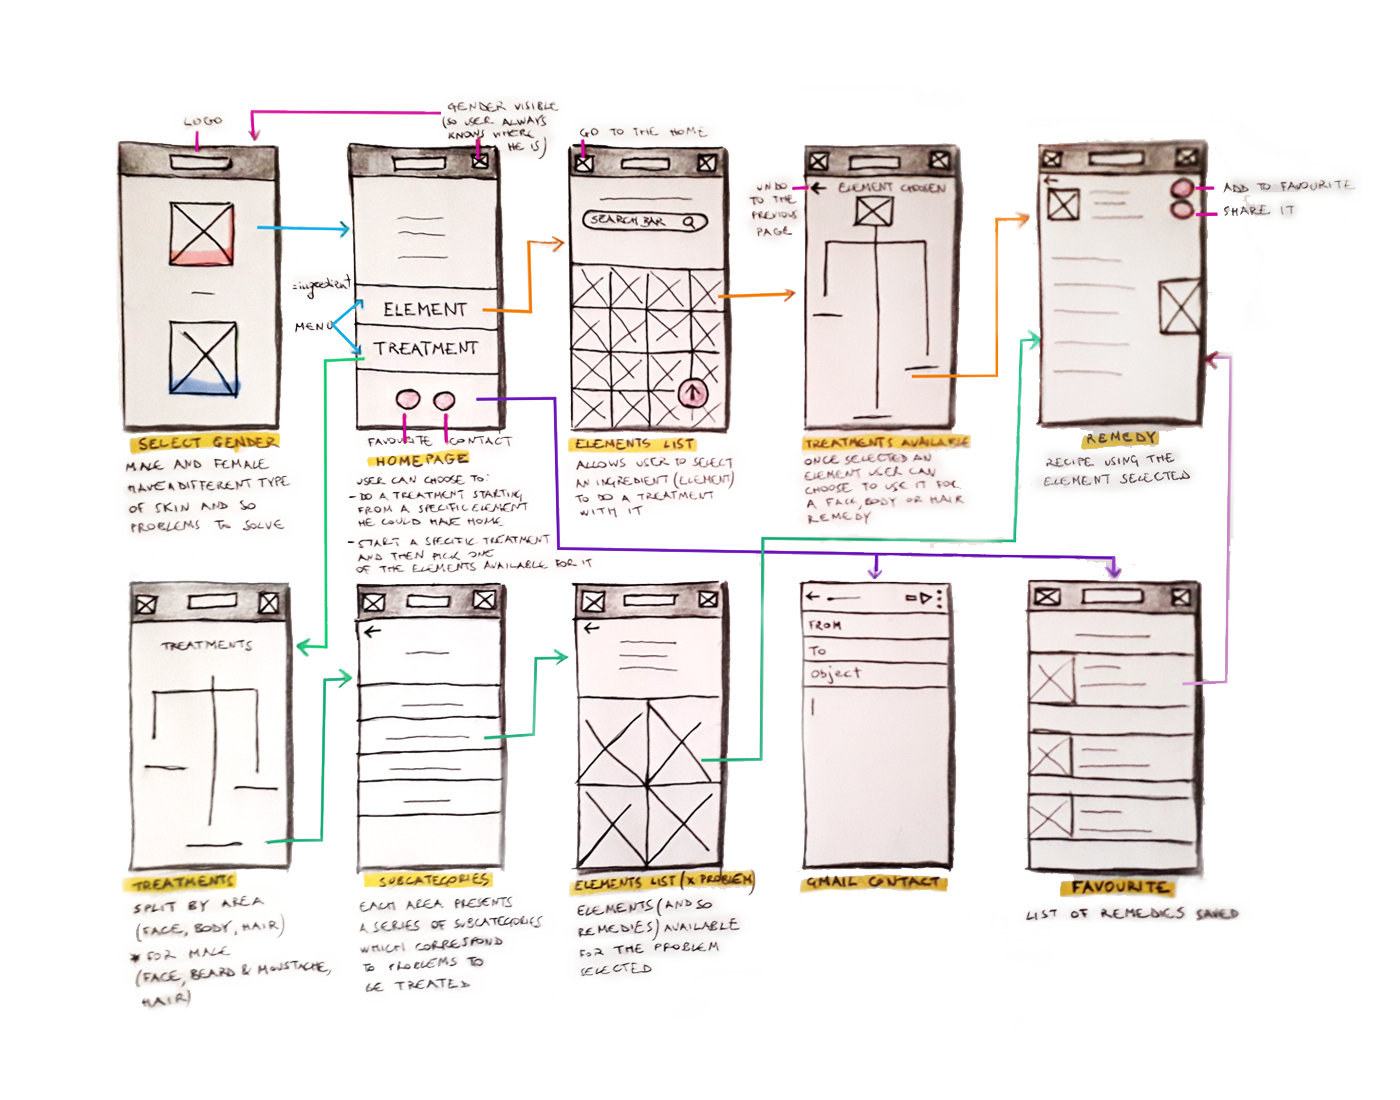 LOGO
GENDER VISIBLE
(SO USER ALWAYS
KNOWS WHERE
HE IS)
GO TO THE HOME
SEARCH BAR
UNDO
TO THE
PREVIOUS
PAGE
ELEMENT CHOSEN
ADD TO FAVOURITE
SHARE IT
=ingredient
MENU
ELEMENT
TREATMENT
FAVOURITE
CONTACT
SELECT GENDER
MALE AND FEMALE
HAVE A DIFFERENT TYPE
OF SKIN AND SO
PROBLEMS TO SOLVE
HOMEPAGE
USER CAN CHOOSE TO:
- DO A TREATMENT STARTING
FROM A SPECIFIC ELEMENT
HE COULD HAVE HOME
- START A SPECIFIC TREATMENT
AND THEN PICK ONE
OF THE ELEMENTS AVAILABLE FOR IT
ELEMENTS LIST
ALLOWS USER TO SELECT
AN INGREDIENT (ELEMENT)
TO DO A TREATMENT
WITH IT
TREATMENTS AVAILABLE
ONCE SELECTED AN
ELEMENT USER CAN
CHOOSE TO USE IT FOR
A FACE, BODY OR HAIR
REMEDY
REMEDY
RECIPE USING THE
ELEMENT SELECTED
TREATMENTS
FROM
TO
Object
TREATMENTS
SPLIT BY AREA
(FACE, BODY, HAIR)
* FOR MALE
(FACE, BEARD & MOUSTACHE,
HAIR)
SUBCATEGORIES
EACH AREA PRESENTS
A SERIES OF SUBCATEGORIES
WHICH CORRESPOND
TO PROBLEMS TO
BE TREATED
ELEMENTS LIST (X PROBLEM)
ELEMENTS (AND SO
REMEDIES) AVAILABLE
FOR THE PROBLEM
SELECTED
GMAIL CONTACT
FAVOURITE
LIST OF REMEDIES SAVED